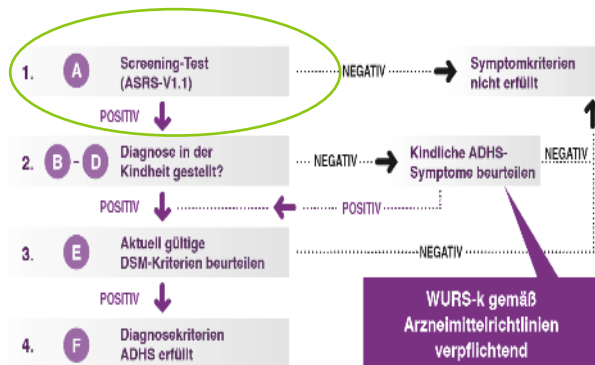 1. A Screening-Test
(ASRS-V1.1)
NEGATIV
Symptomkriterien
nicht erfüllt
POSITIV
2. B - D Diagnose in der
Kindheit gestellt?
NEGATIV
Kindliche ADHS-
Symptome beurteilen
NEGATIV
POSITIV
POSITIV
3. E Aktuell gültige
DSM-Kriterien beurteilen
NEGATIV
POSITIV
4. F Diagnosekriterien
ADHS erfüllt
WURS-k gemäß
Arzneimittelrichtlinien
verpflichtend